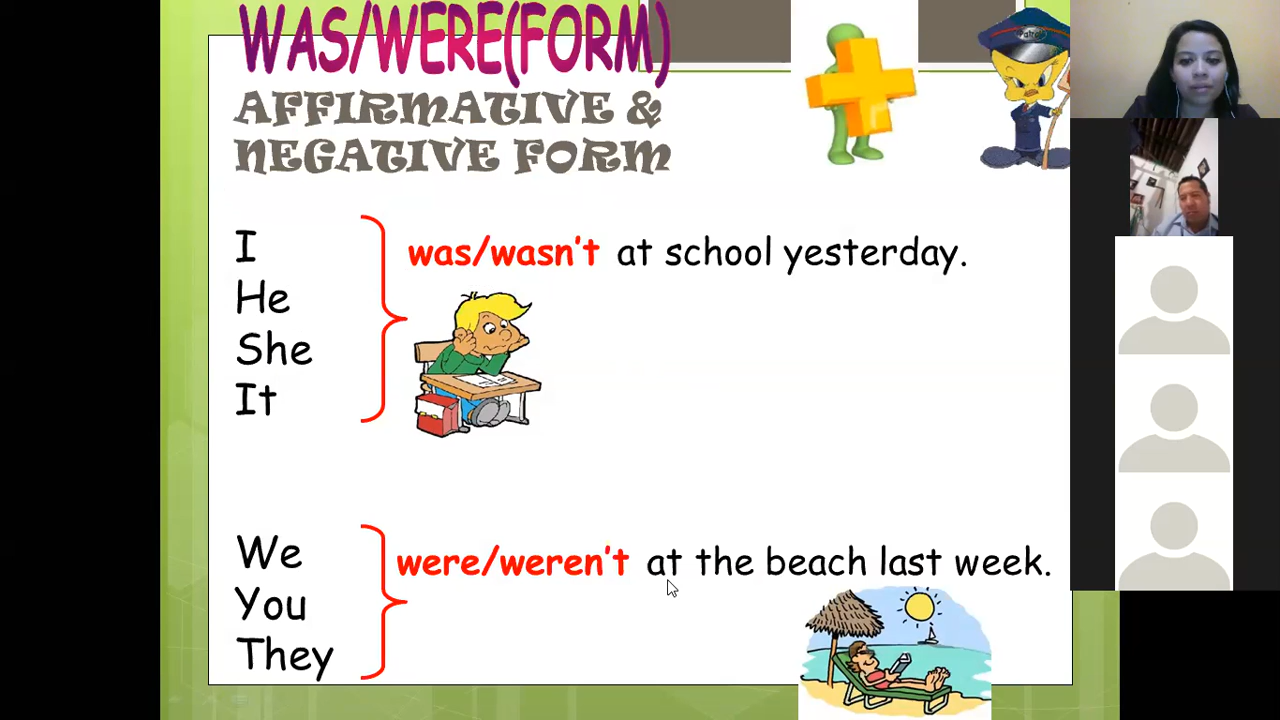 WAS/WERE(FORM)
AFFIRMATIVE &
NEGATIVE FORM
Patrol
I
He
She
It
was/wasn't at school yesterday.
We
You
They
were/weren't at the beach last week.